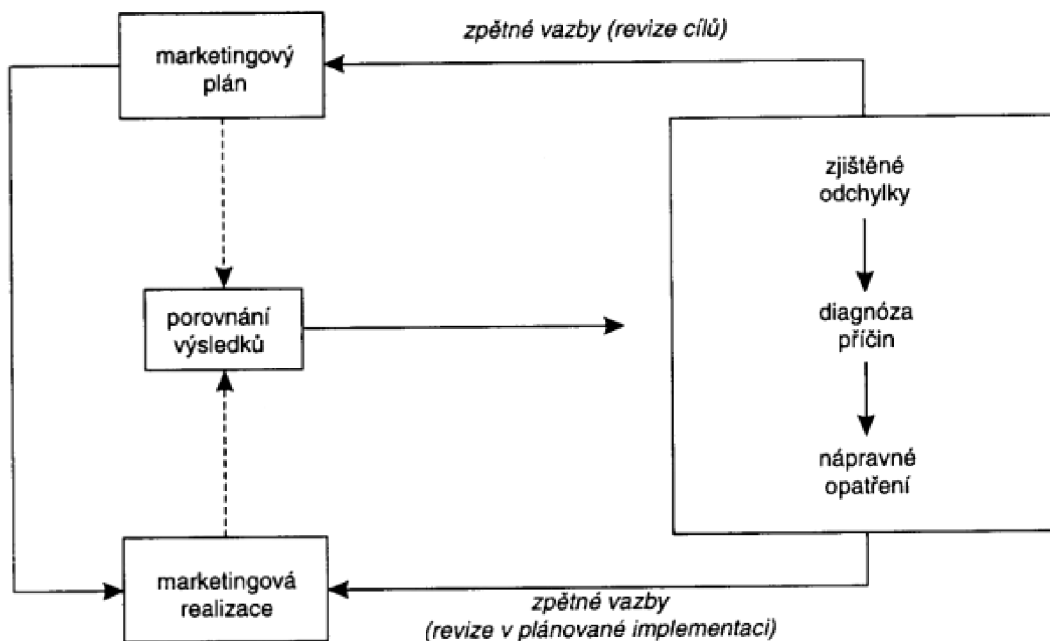 zpětné vazby (revize cílů)
marketingový
plán
zjištěné
odchylky
porovnání
výsledků
diagnóza
příčin
nápravné
opatření
marketingová
realizace
zpětné vazby
(revize v plánované implementaci)